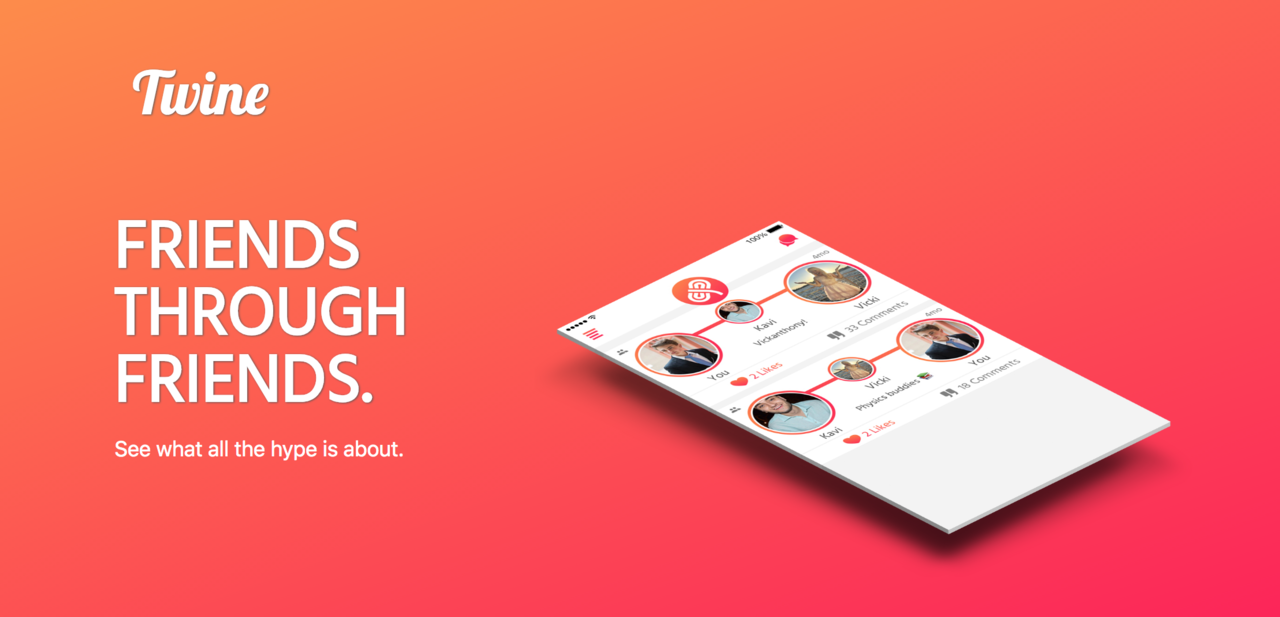 Twine
FRIENDS
THROUGH
FRIENDS.
See what all the hype is about.
100%
4mo
You
Kavi
Vicki
Vickanthony!
2 Likes
33 Comments
4mo
Kavi
Vicki
You
Physics buddies
2 Likes
18 Comments